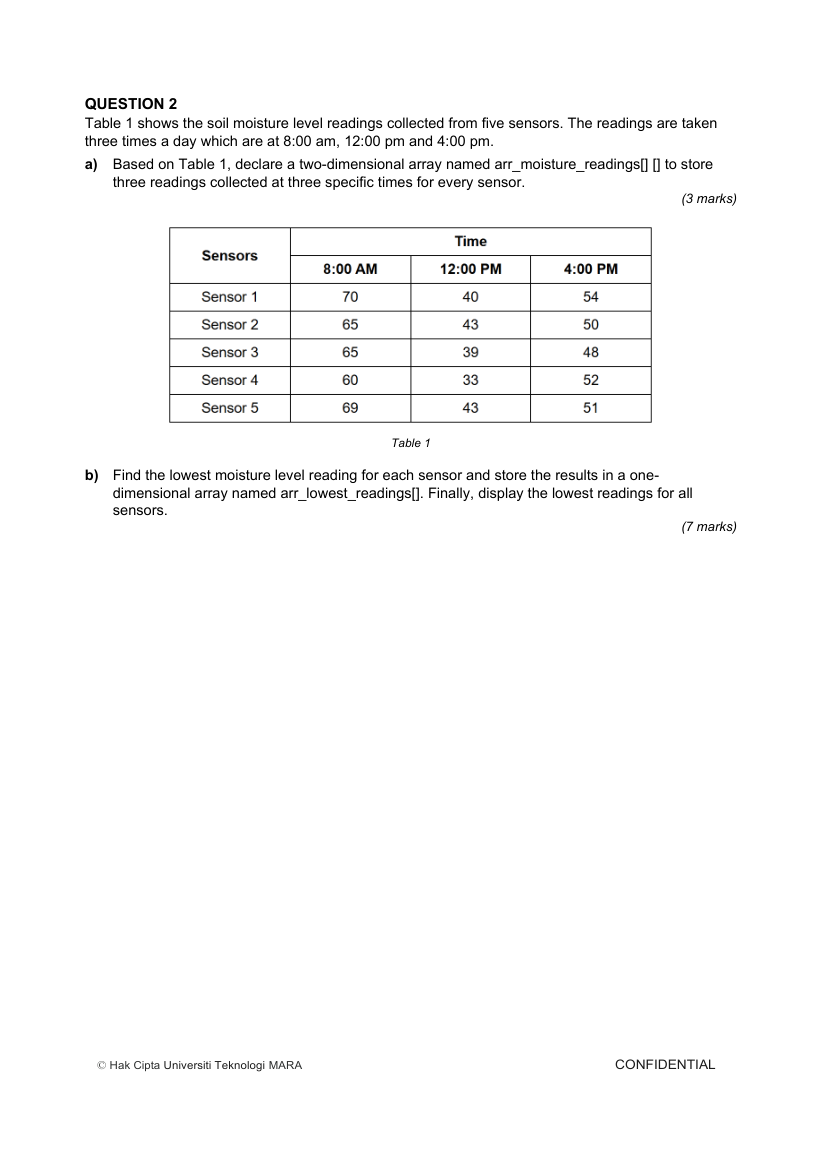 QUESTION 2
Table 1 shows the soil moisture level readings collected from five sensors. The readings are taken
three times a day which are at 8:00 am, 12:00 pm and 4:00 pm.
a) Based on Table 1, declare a two-dimensional array named arr_moisture_readings[] [] to store
three readings collected at three specific times for every sensor.
(3 marks)
Sensors Time
8:00 AM 12:00 PM 4:00 PM
Sensor 1 70 40 54
Sensor 2 65 43 50
Sensor 3 65 39 48
Sensor 4 60 33 52
Sensor 5 69 43 51
Table 1
b) Find the lowest moisture level reading for each sensor and store the results in a one-
dimensional array named arr_lowest_readings[]. Finally, display the lowest readings for all
sensors.
(7 marks)
© Hak Cipta Universiti Teknologi MARA CONFIDENTIAL